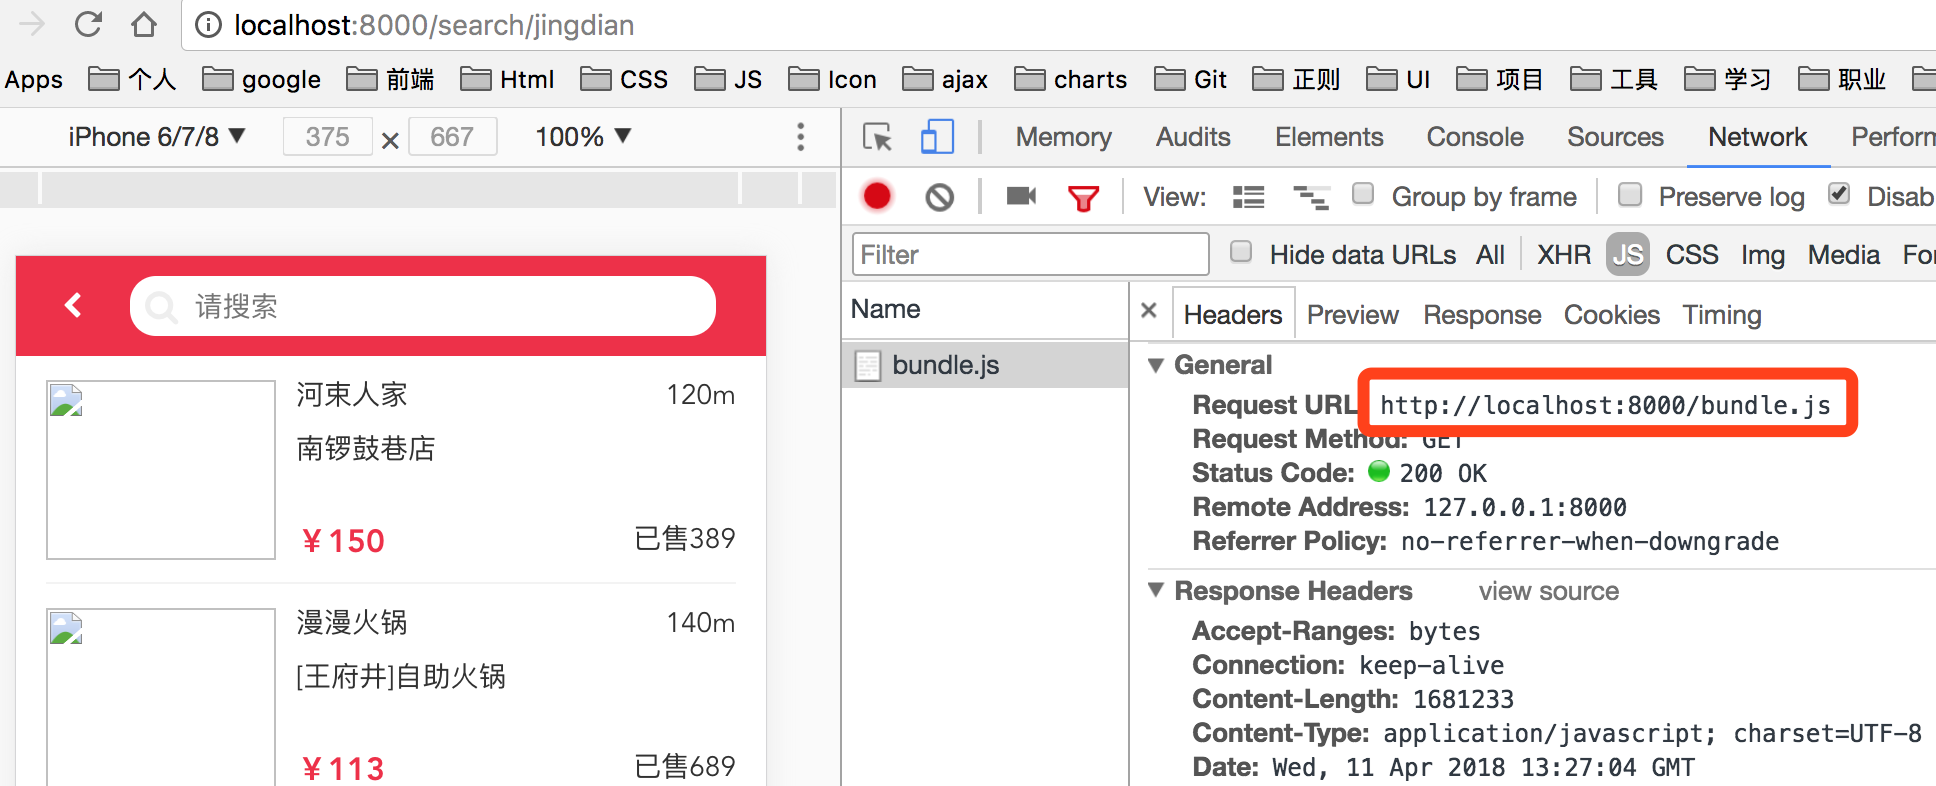 localhost:8000/search/jingdian
Apps 个人 google 前端 Html CSS JS Icon ajax charts Git 正则 UI 项目 工具 学习 职业
iPhone 6/7/8 ▼ 375 × 667 100% ▼
Memory Audits Elements Console Sources Network Perform
View: Group by frame Preserve log Disab
Filter Hide data URLs All XHR JS CSS Img Media For
Name
× Headers Preview Response Cookies Timing
bundle.js
请搜索
河束人家 120m
南锣鼓巷店
¥150 已售389
漫漫火锅 140m
[王府井]自助火锅
¥113 已售689
▼ General
Request URL http://localhost:8000/bundle.js
Request Method: GET
Status Code: 200 OK
Remote Address: 127.0.0.1:8000
Referrer Policy: no-referrer-when-downgrade
▼ Response Headers view source
Accept-Ranges: bytes
Connection: keep-alive
Content-Length: 1681233
Content-Type: application/javascript; charset=UTF-8
Date: Wed, 11 Apr 2018 13:27:04 GMT